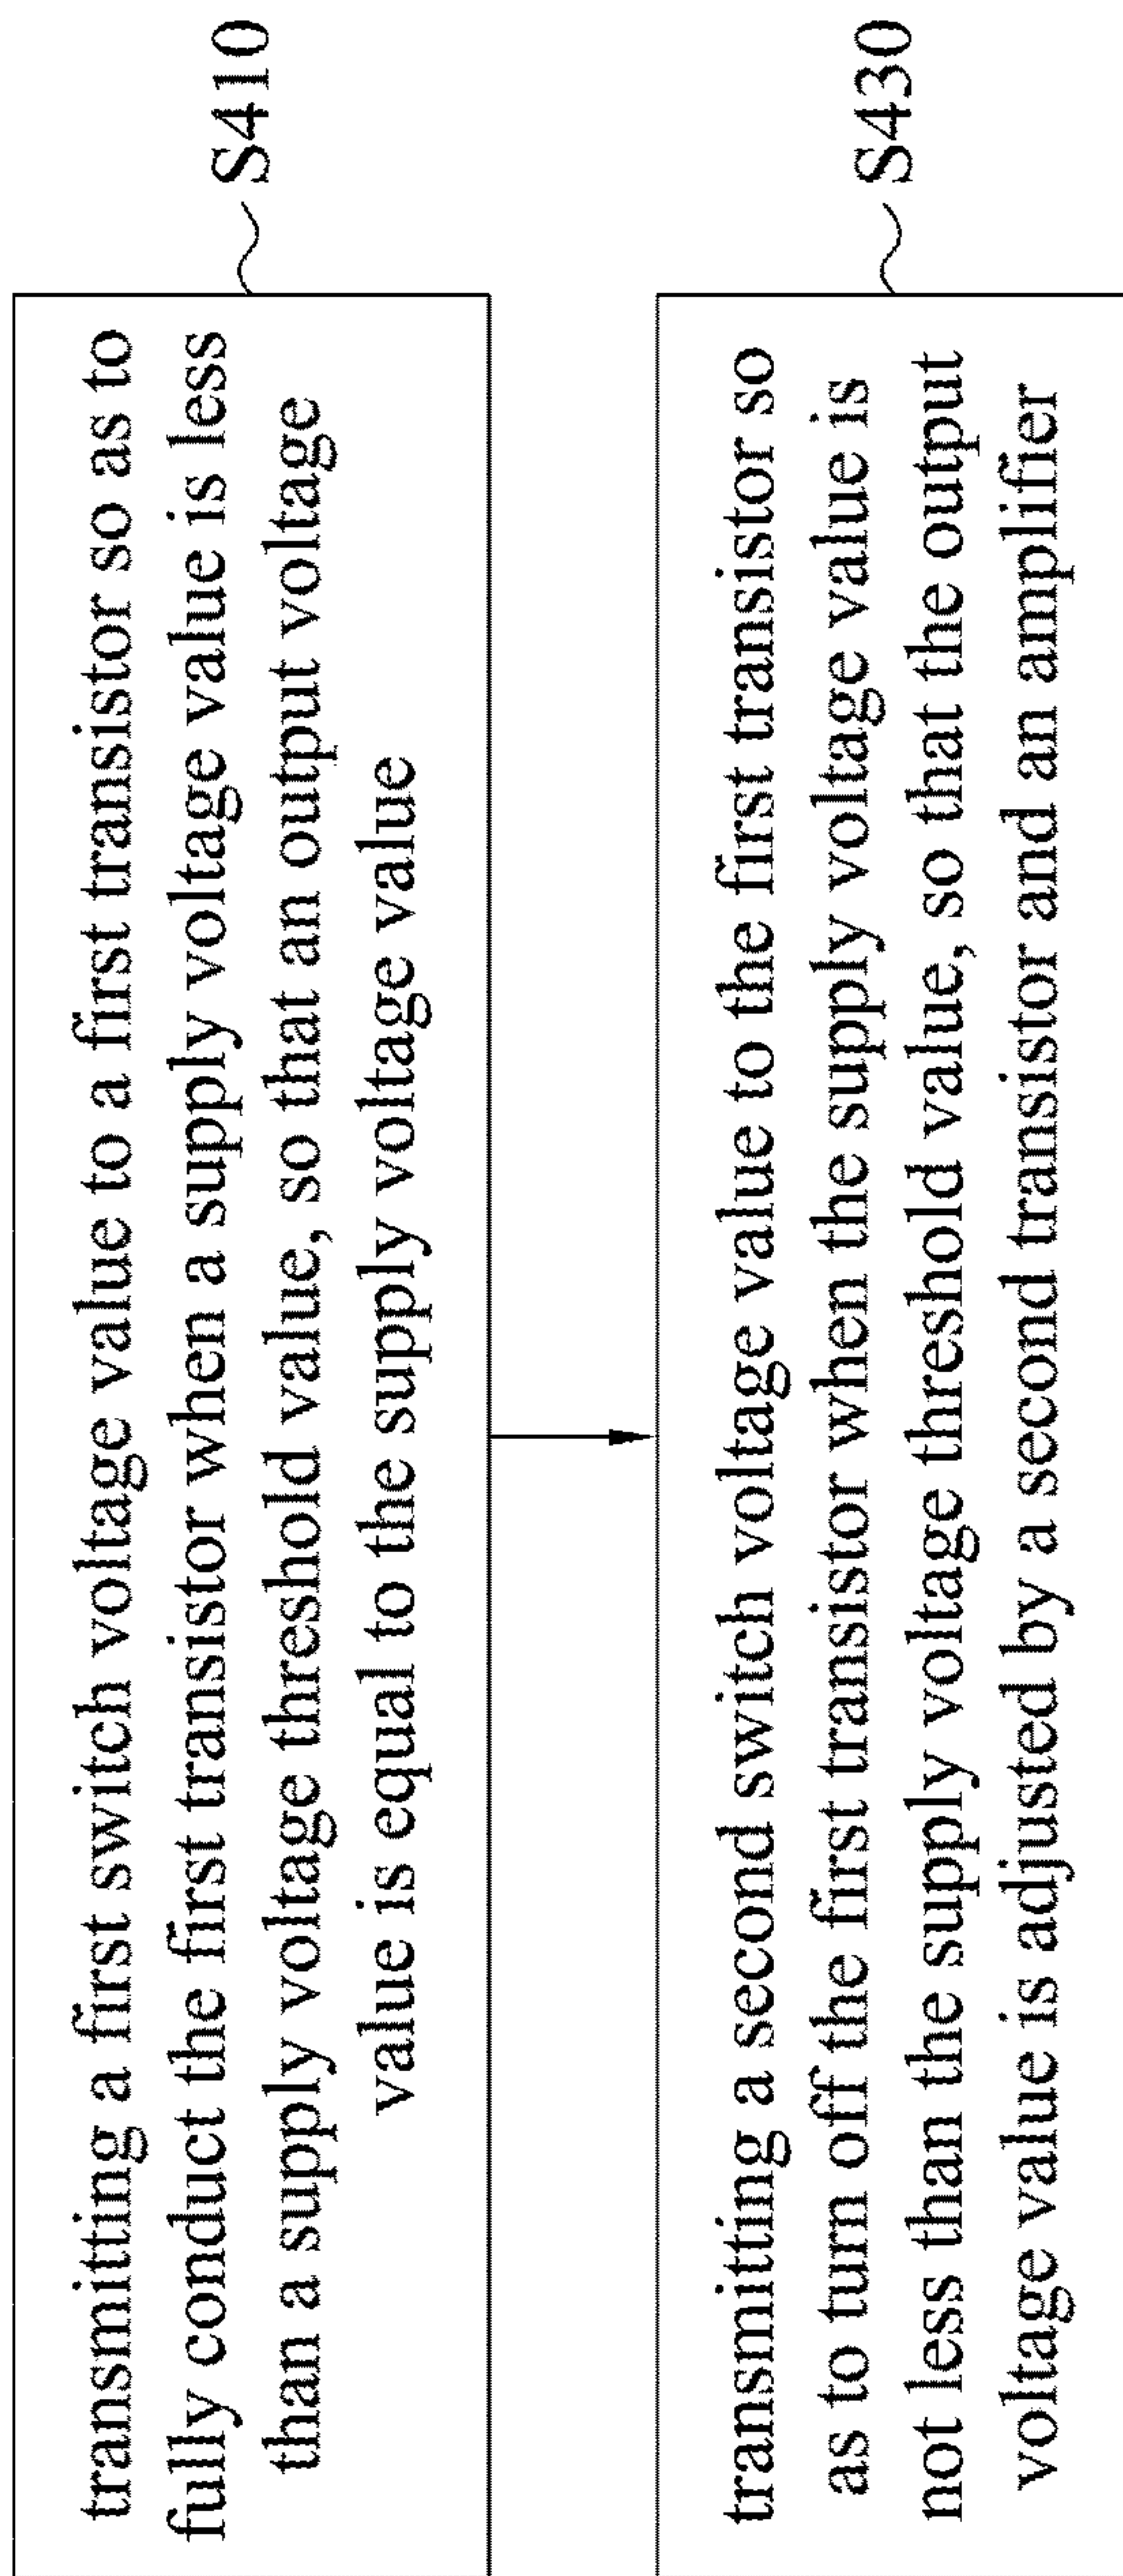 transmitting a first switch voltage value to a first transistor so as to
fully conduct the first transistor when a supply voltage value is less
than a supply voltage threshold value, so that an output voltage
value is equal to the supply voltage value
S410
transmitting a second switch voltage value to the first transistor so
as to turn off the first transistor when the supply voltage value is
not less than the supply voltage threshold value, so that the output
voltage value is adjusted by a second transistor and an amplifier
S430